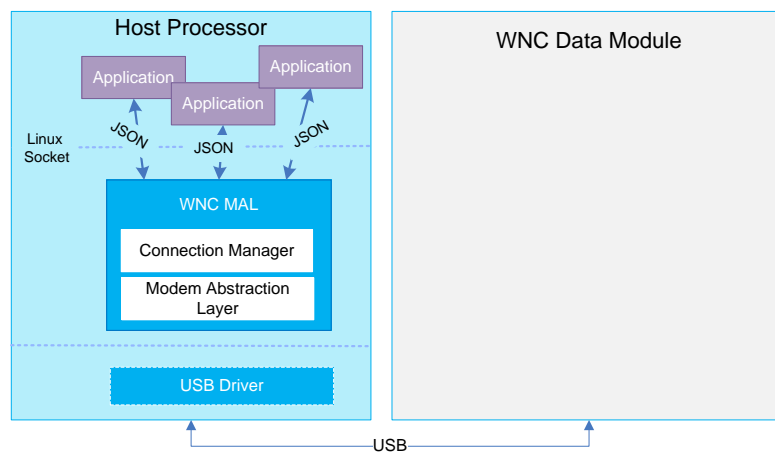 Host Processor
WNC Data Module
Application
Application
Application
JSON
JSON
JSON
Linux
Socket
WNC MAL
Connection Manager
Modem Abstraction
Layer
USB Driver
USB